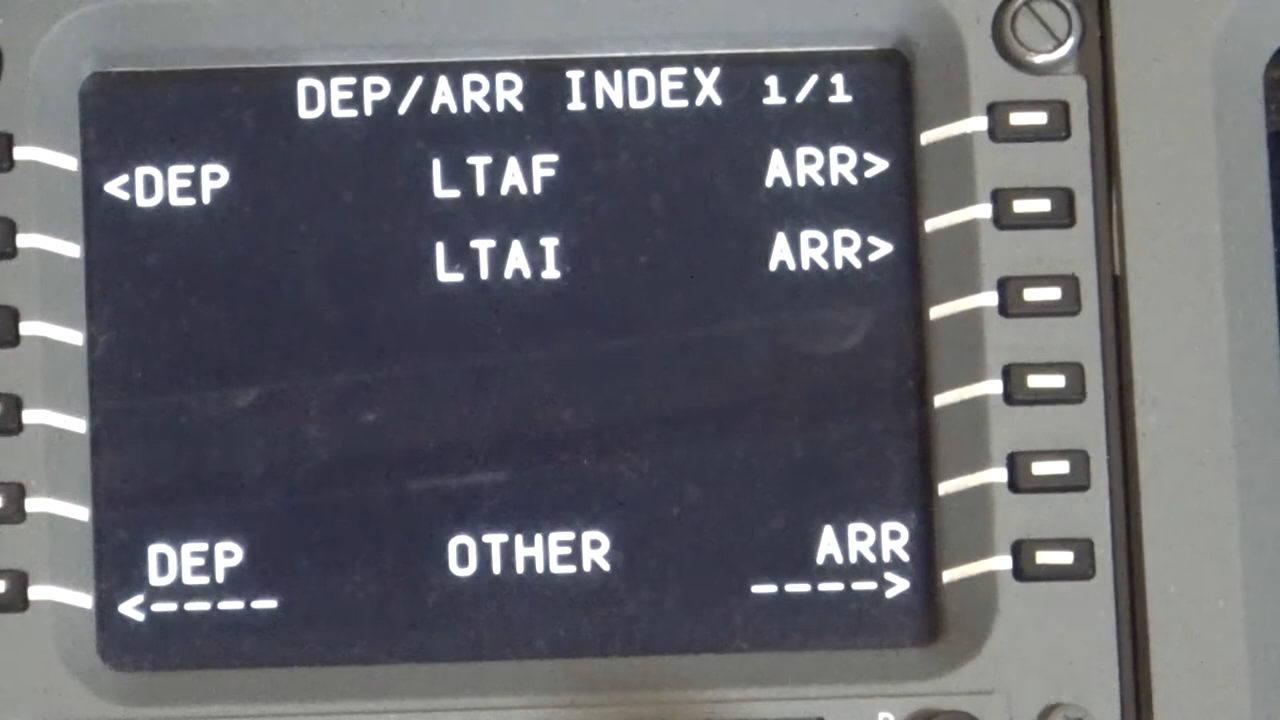 DEP/ARR INDEX 1/1
<DEP LTAF ARR>
LTAI ARR>
DEP OTHER ARR
<---- ---->